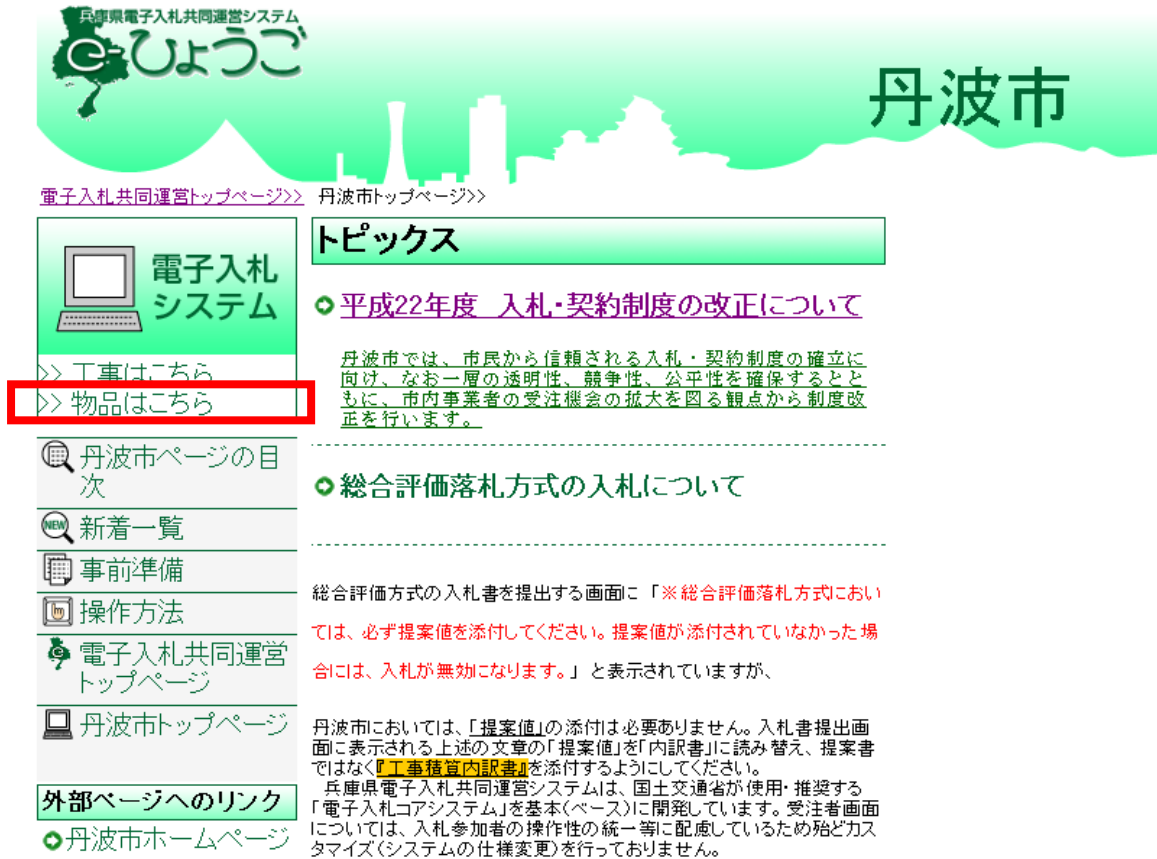 兵庫県電子入札共同運営システム
e-ひょうご
丹波市
電子入札共同運営トップページ>> 丹波市トップページ>>
電子入札
システム
>> 工事はこちら
>> 物品はこちら
丹波市ページの目
次
NEW 新着一覧
事前準備
操作方法
電子入札共同運営
トップページ
丹波市トップページ
外部ページへのリンク
丹波市ホームページ
トピックス
平成22年度 入札・契約制度の改正について
丹波市では、市民から信頼される入札・契約制度の確立に
向け、なお一層の透明性、競争性、公平性を確保するとと
もに、市内事業者の受注機会の拡大を図る観点から制度改
正を行います。
総合評価落札方式の入札について
総合評価方式の入札書を提出する画面に「※総合評価落札方式におい
ては、必ず提案値を添付してください。提案値が添付されていなかった場
合には、入札が無効になります。」と表示されていますが、
丹波市においては、「提案値」の添付は必要ありません。入札書提出画
面に表示される上述の文章の「提案値」を「内訳書」に読み替え、提案書
ではなく『工事積算内訳書』を添付するようにしてください。
兵庫県電子入札共同運営システムは、国土交通省が使用・推奨する
「電子入札コアシステム」を基本（ベース）に開発しています。受注者画面
については、入札参加者の操作性の統一等に配慮しているため殆どカス
タマイズ（システムの仕様変更）を行っておりません。